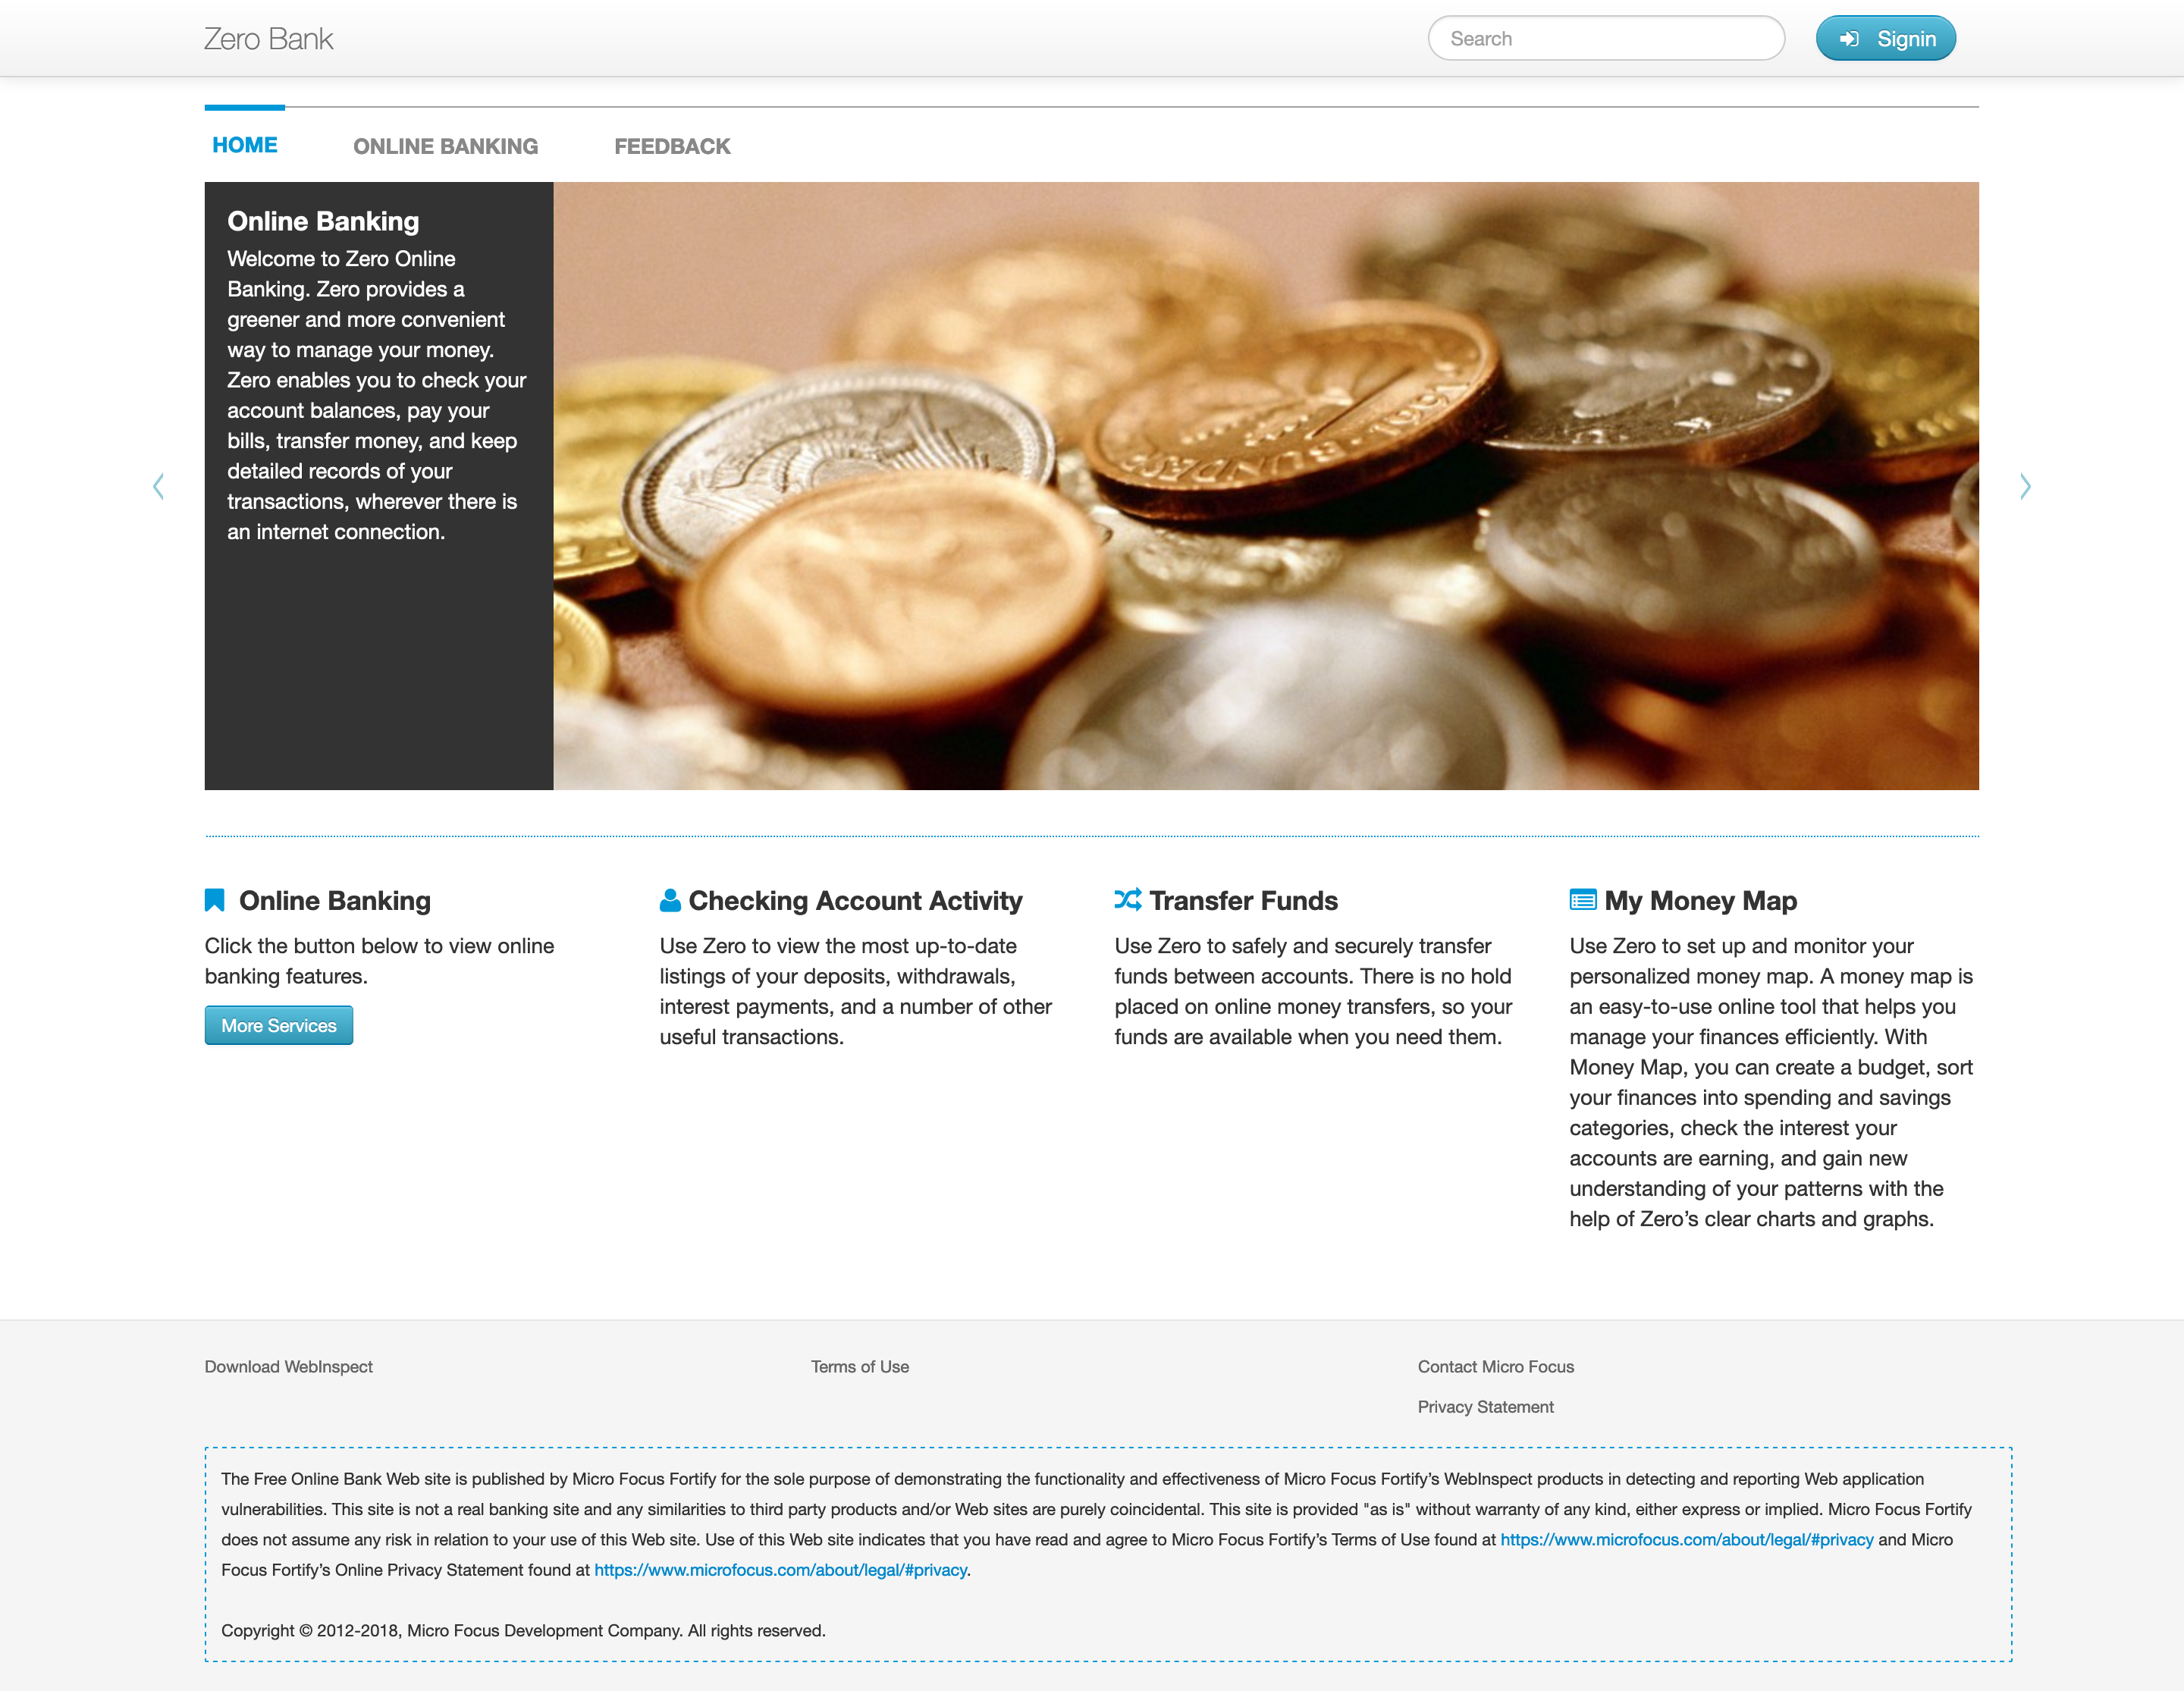 Zero Bank
Search
Signin
HOME
ONLINE BANKING
FEEDBACK
Online Banking
Welcome to Zero Online
Banking. Zero provides a
greener and more convenient
way to manage your money.
Zero enables you to check your
account balances, pay your
bills, transfer money, and keep
detailed records of your
transactions, wherever there is
an internet connection.
Online Banking
Click the button below to view online
banking features.
More Services
Checking Account Activity
Use Zero to view the most up-to-date
listings of your deposits, withdrawals,
interest payments, and a number of other
useful transactions.
Transfer Funds
Use Zero to safely and securely transfer
funds between accounts. There is no hold
placed on online money transfers, so your
funds are available when you need them.
My Money Map
Use Zero to set up and monitor your
personalized money map. A money map is
an easy-to-use online tool that helps you
manage your finances efficiently. With
Money Map, you can create a budget, sort
your finances into spending and savings
categories, check the interest your
accounts are earning, and gain new
understanding of your patterns with the
help of Zero’s clear charts and graphs.
Download WebInspect
Terms of Use
Contact Micro Focus
Privacy Statement
The Free Online Bank Web site is published by Micro Focus Fortify for the sole purpose of demonstrating the functionality and effectiveness of Micro Focus Fortify’s WebInspect products in detecting and reporting Web application
vulnerabilities. This site is not a real banking site and any similarities to third party products and/or Web sites are purely coincidental. This site is provided "as is" without warranty of any kind, either express or implied. Micro Focus Fortify
does not assume any risk in relation to your use of this Web site. Use of this Web site indicates that you have read and agree to Micro Focus Fortify’s Terms of Use found at https://www.microfocus.com/about/legal/#privacy and Micro
Focus Fortify’s Online Privacy Statement found at https://www.microfocus.com/about/legal/#privacy.
Copyright © 2012-2018, Micro Focus Development Company. All rights reserved.